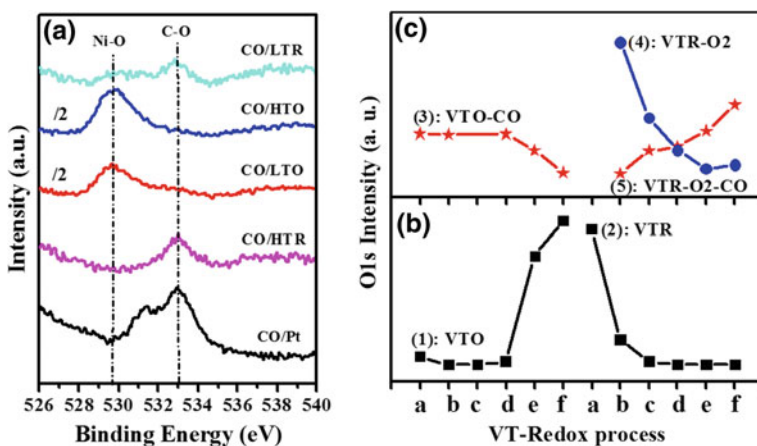 (a)
Ni-O
C-O
CO/LTR
/2
CO/HTO
/2
CO/LTO
CO/HTR
CO/Pt
Intensity (a.u.)
526 528 530 532 534 536 538 540
Binding Energy (eV)
(c)
(4): VTR-O2
(3): VTO-CO
(5): VTR-O2-CO
(b)
(2): VTR
(1): VTO
O1s Intensity (a. u.)
a b c d e f a b c d e f
VT-Redox process